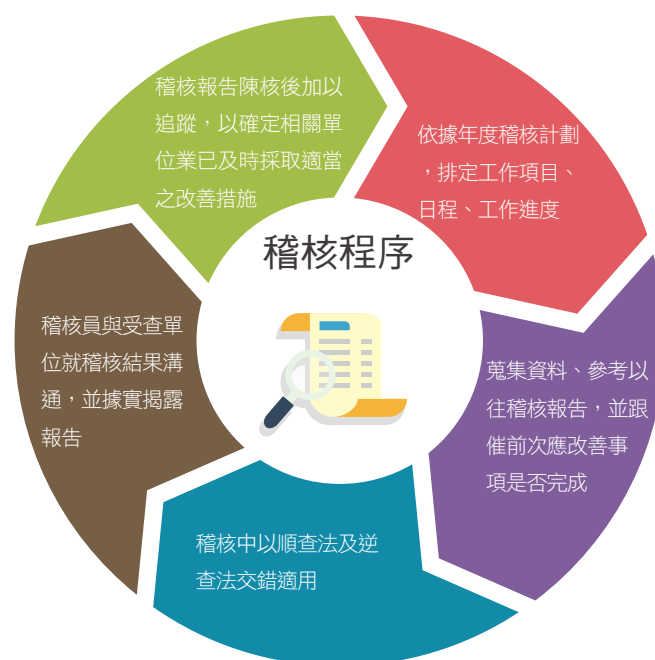 稽核程序
依據年度稽核計劃
，排定工作項目、
日程、工作進度
蒐集資料、參考以
往稽核報告，並跟
催前次應改善事
項是否完成
稽核中以順查法及逆
查法交錯適用
稽核員與受查單
位就稽核結果溝
通，並據實揭露
報告
稽核報告陳核後加以
追蹤，以確定相關單
位業已及時採取適當
之改善措施